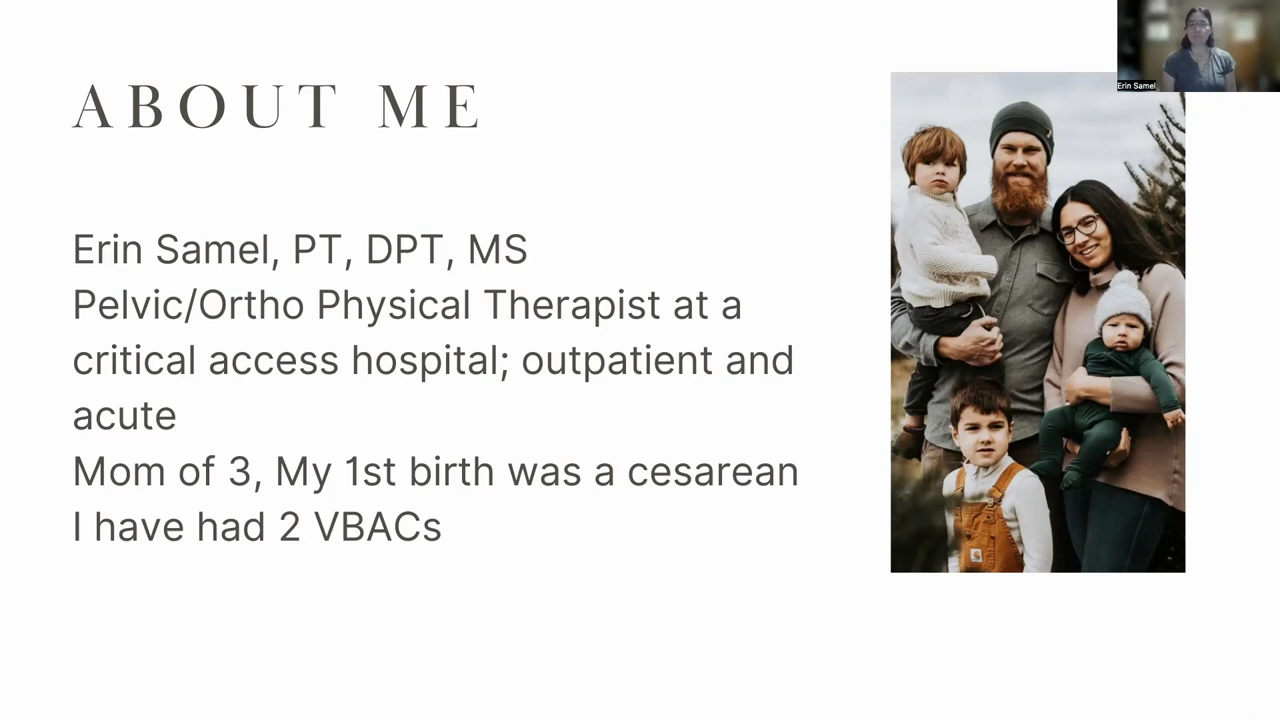 ABOUT ME
Erin Samel, PT, DPT, MS
Pelvic/Ortho Physical Therapist at a
critical access hospital; outpatient and
acute
Mom of 3, My 1st birth was a cesarean
I have had 2 VBACs
Erin Samel